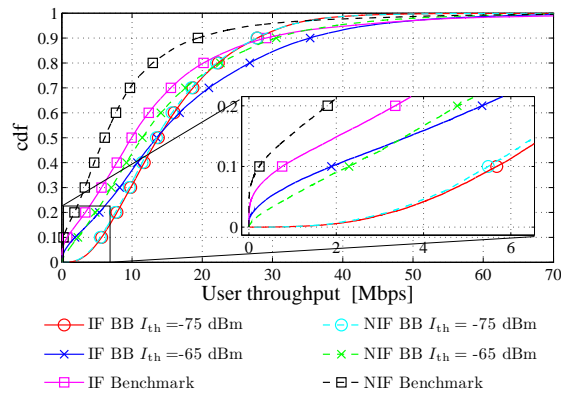 cdf
1
0.9
0.8
0.7
0.6
0.5
0.4
0.3
0.2
0.1
0
0 10 20 30 40 50 60 70
0.2
0.1
0
0 2 4 6
User throughput [Mbps]
IF BB I_th =-75 dBm NIF BB I_th = -75 dBm
IF BB I_th =-65 dBm NIF BB I_th = -65 dBm
IF Benchmark NIF Benchmark